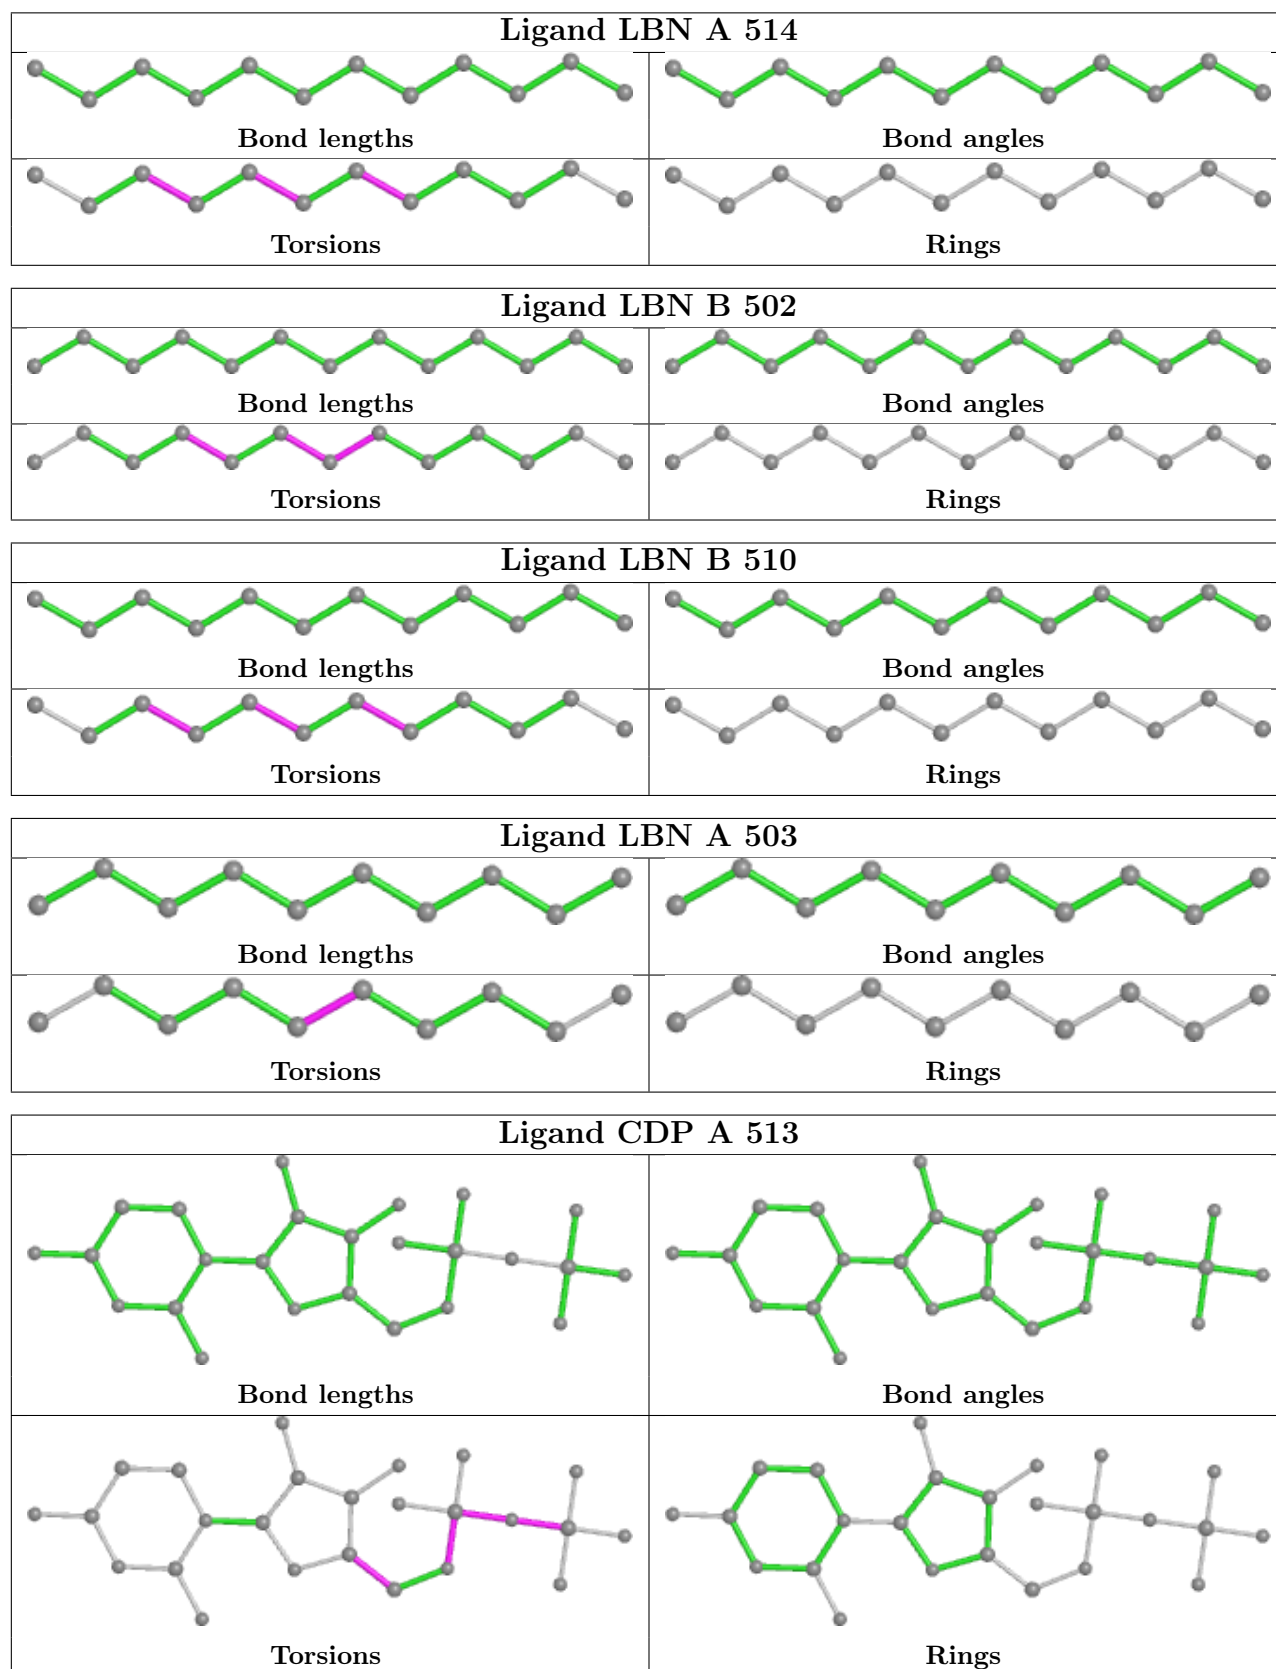 Ligand LBN A 514
Bond lengths
Bond angles
Torsions
Rings
Ligand LBN B 502
Bond lengths
Bond angles
Torsions
Rings
Ligand LBN B 510
Bond lengths
Bond angles
Torsions
Rings
Ligand LBN A 503
Bond lengths
Bond angles
Torsions
Rings
Ligand CDP A 513
Bond lengths
Bond angles
Torsions
Rings